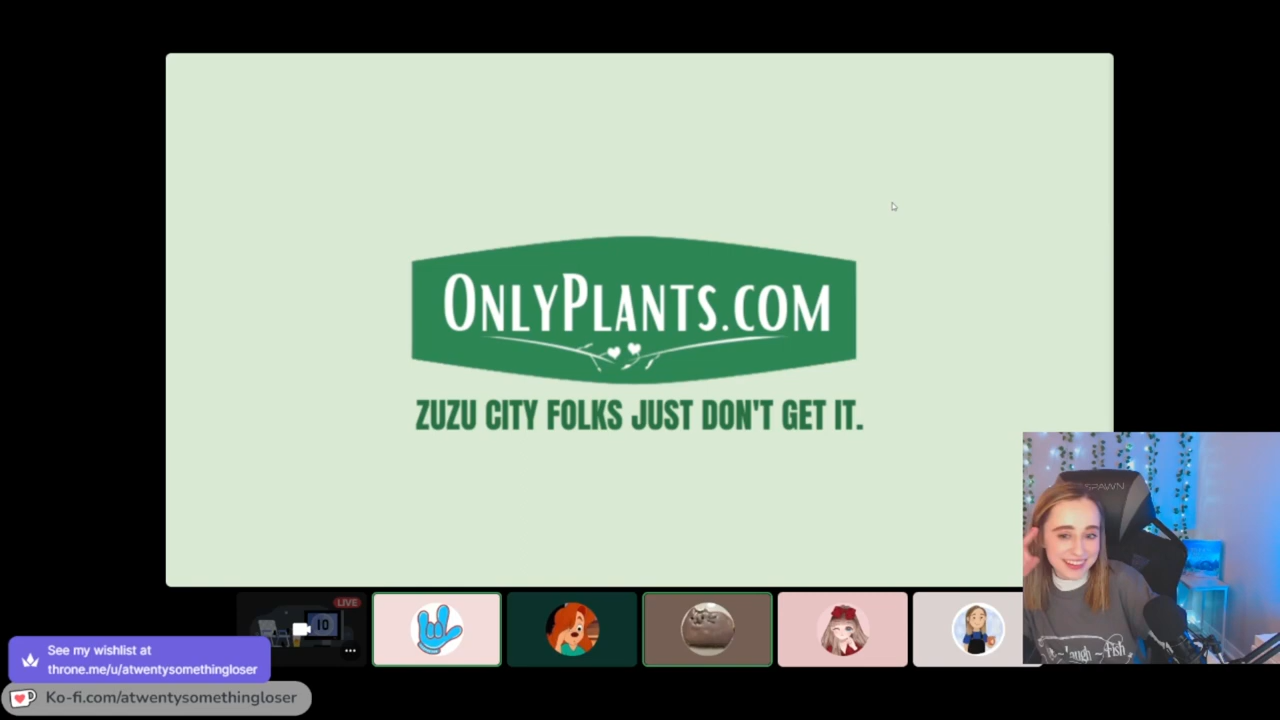 OnlyPlants.com
ZUZU CITY FOLKS JUST DON'T GET IT.
SPAWN
LIVE
10
See my wishlist at
throne.me/u/atwentysomethingloser
Ko-fi.com/atwentysomethingloser